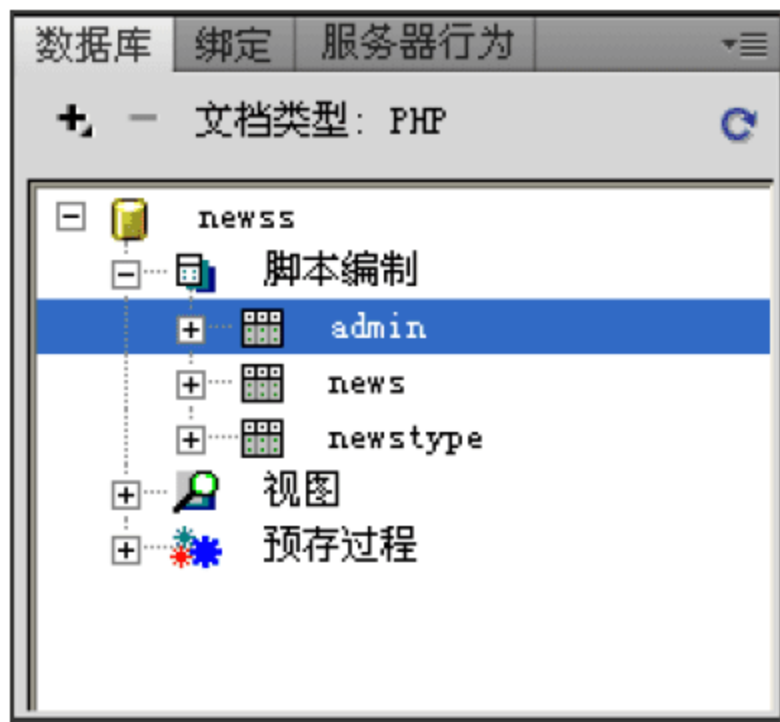 数据库 绑定 服务器行为
文档类型: PHP
newss
脚本编制
admin
news
newstype
视图
预存过程